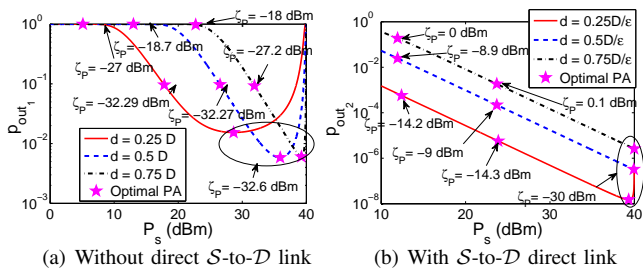 10⁰
10⁻¹
10⁻²
10⁻³
0
10
20
30
40
p_out₁
P_s (dBm)
ζ_P = −18 dBm
ζ_P= −18.7 dBm
ζ_P= −27 dBm
ζ_P= −27.2 dBm
ζ_P= −32.29 dBm
ζ_P= −32.27 dBm
ζ_P= −32.6 dBm
d = 0.25 D
d = 0.5 D
d = 0.75 D
Optimal PA
(a) Without direct S-to-D link
10⁰
10⁻²
10⁻⁴
10⁻⁶
10⁻⁸
10
20
30
40
p_out₂
P_s (dBm)
ζ_P= 0 dBm
ζ_P= −8.9 dBm
ζ_P= 0.1 dBm
ζ_P= −14.2 dBm
ζ_P= −9 dBm
ζ_P= −14.3 dBm
ζ_P= −30 dBm
d = 0.25D/ε
d = 0.5D/ε
d = 0.75D/ε
Optimal PA
(b) With S-to-D link